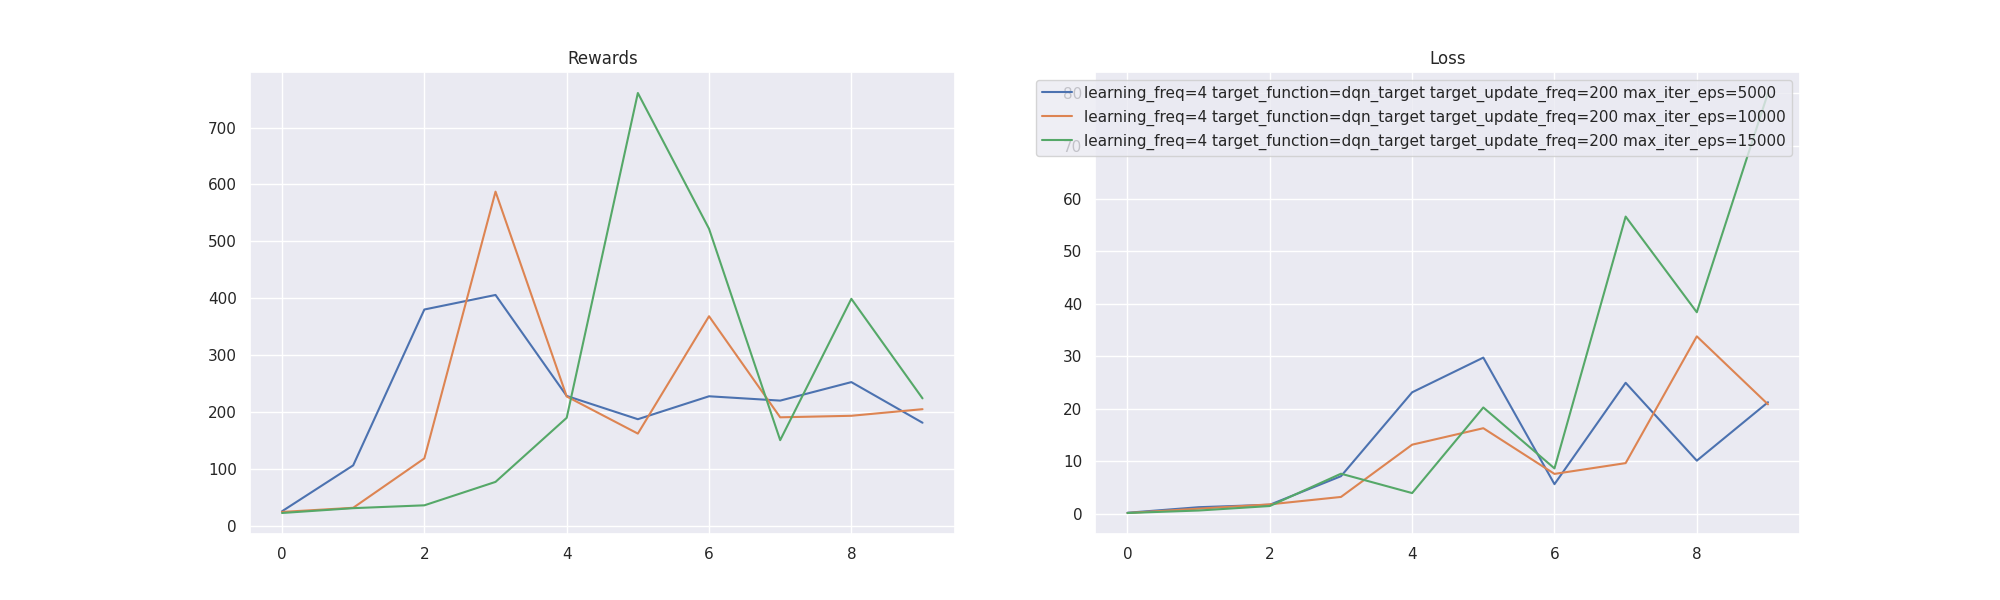 Rewards
700
600
500
400
300
200
100
0
0 2 4 6 8
Loss
80
70
60
50
40
30
20
10
0
0 2 4 6 8
learning_freq=4 target_function=dqn_target target_update_freq=200 max_iter_eps=5000
learning_freq=4 target_function=dqn_target target_update_freq=200 max_iter_eps=10000
learning_freq=4 target_function=dqn_target target_update_freq=200 max_iter_eps=15000